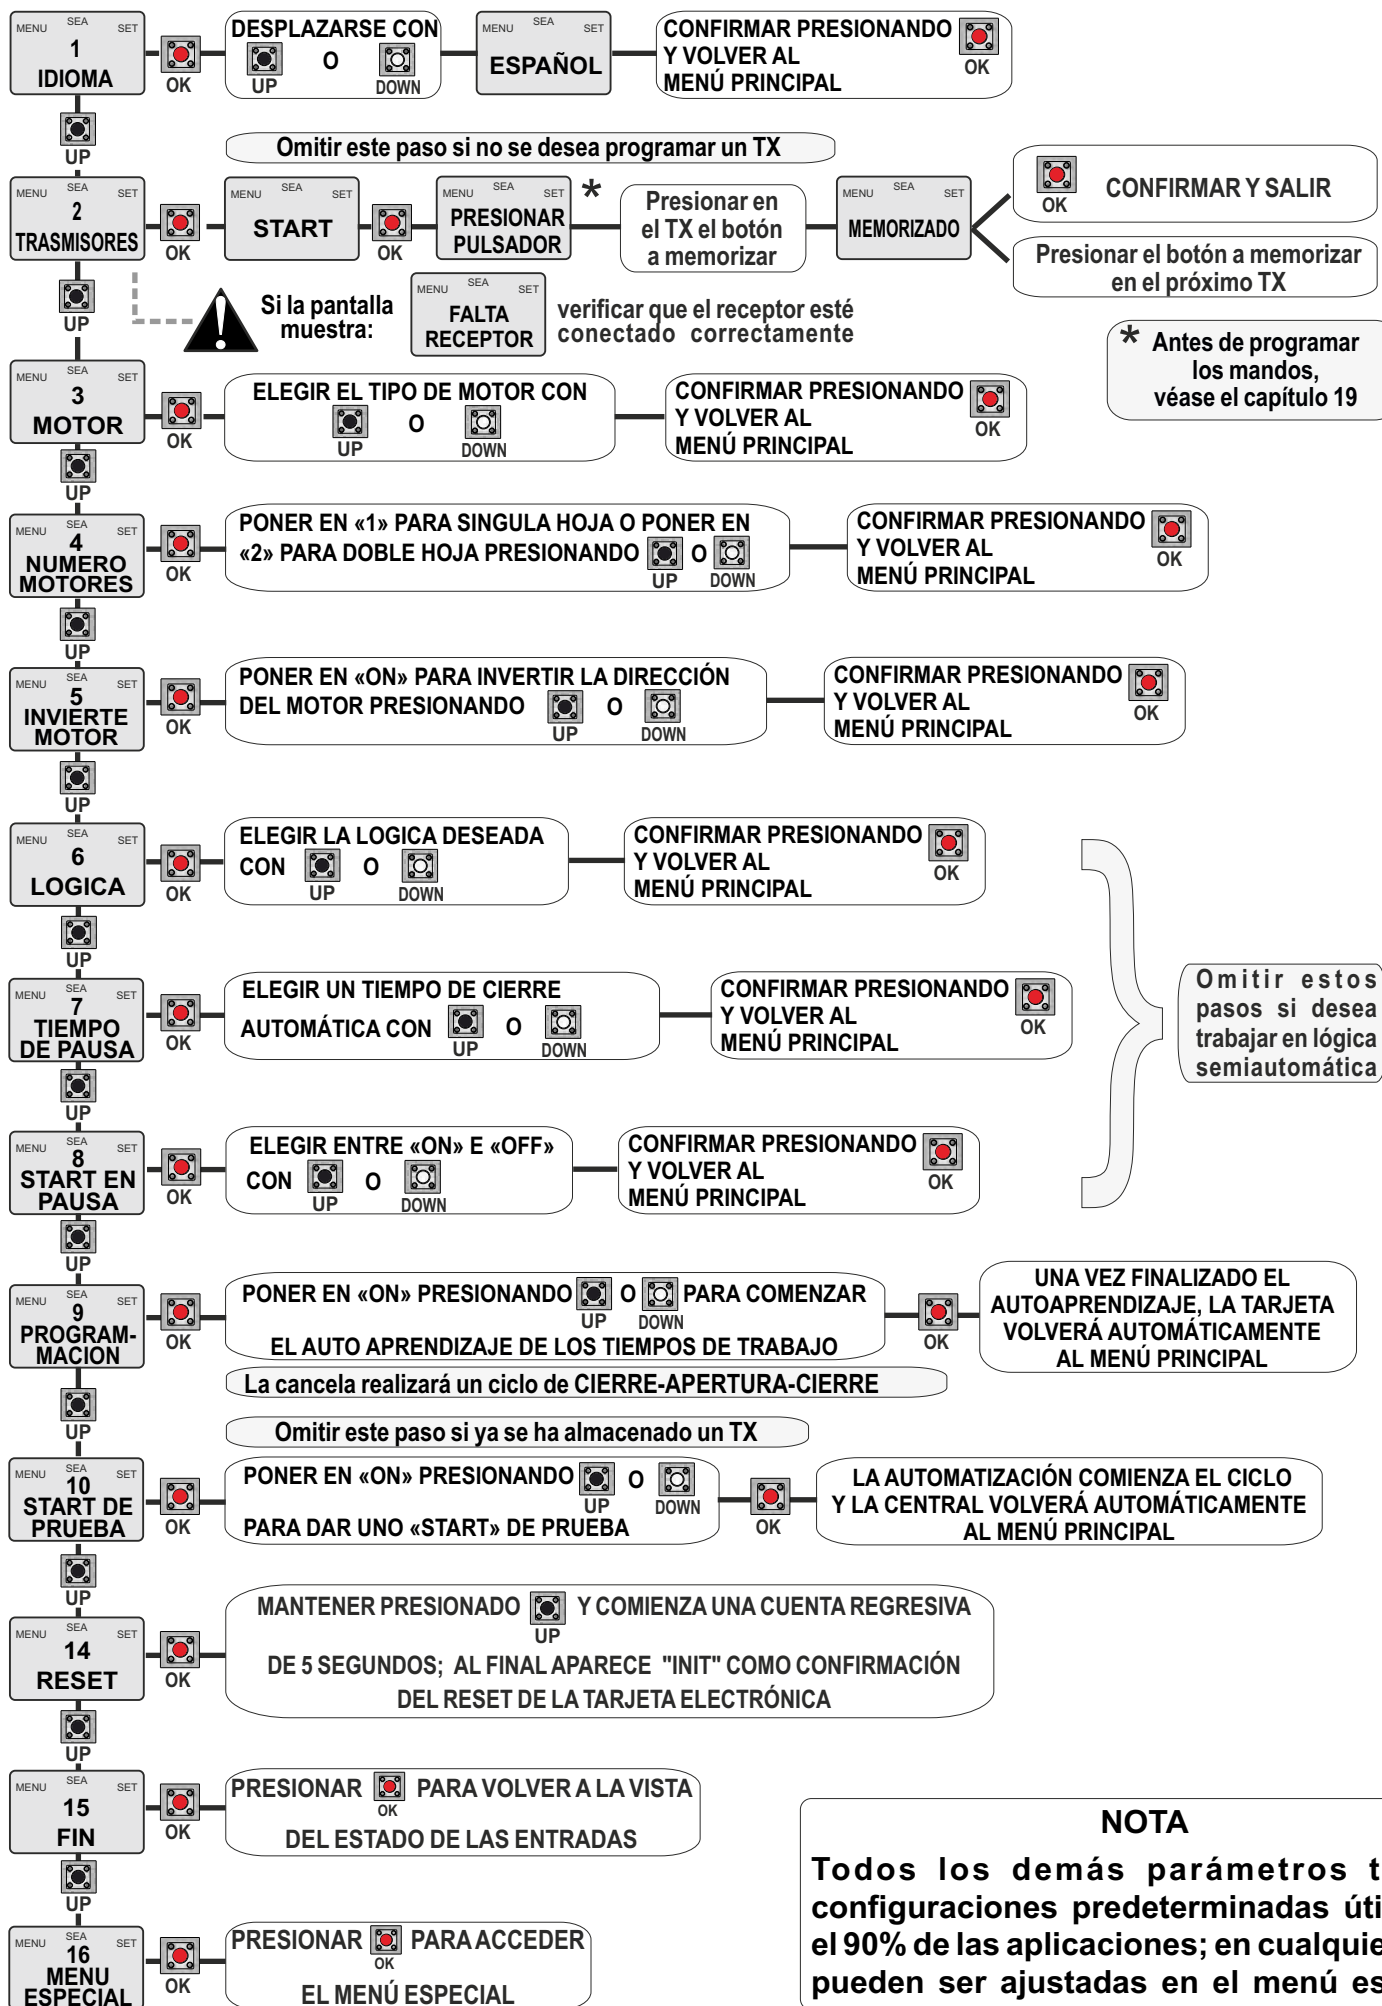 MENU SEA SET
1
IDIOMA
OK
DESPLAZARSE CON
O
UP
DOWN
MENU SEA SET
ESPAÑOL
CONFIRMAR PRESIONANDO
Y VOLVER AL
MENÚ PRINCIPAL
OK
UP
Omitir este paso si no se desea programar un TX
MENU SEA SET
2
TRASMISORES
OK
MENU SEA SET
START
OK
MENU SEA SET
PRESIONAR
PULSADOR
*
Presionar en
el TX el botón
a memorizar
MENU SEA SET
MEMORIZADO
OK
CONFIRMAR Y SALIR
Presionar el botón a memorizar
en el próximo TX
UP
Si la pantalla
muestra:
MENU SEA SET
FALTA
RECEPTOR
verificar que el receptor esté
conectado correctamente
* Antes de programar
los mandos,
véase el capítulo 19
MENU SEA SET
3
MOTOR
OK
ELEGIR EL TIPO DE MOTOR CON
O
UP
DOWN
CONFIRMAR PRESIONANDO
Y VOLVER AL
MENÚ PRINCIPAL
OK
UP
MENU SEA SET
4
NUMERO
MOTORES
OK
PONER EN «1» PARA SINGULA HOJA O PONER EN
«2» PARA DOBLE HOJA PRESIONANDO O
UP DOWN
CONFIRMAR PRESIONANDO
Y VOLVER AL
MENÚ PRINCIPAL
OK
UP
MENU SEA SET
5
INVIERTE
MOTOR
OK
PONER EN «ON» PARA INVERTIR LA DIRECCIÓN
DEL MOTOR PRESIONANDO O
UP DOWN
CONFIRMAR PRESIONANDO
Y VOLVER AL
MENÚ PRINCIPAL
OK
UP
MENU SEA SET
6
LOGICA
OK
ELEGIR LA LOGICA DESEADA
CON O
UP DOWN
CONFIRMAR PRESIONANDO
Y VOLVER AL
MENÚ PRINCIPAL
OK
UP
MENU SEA SET
7
TIEMPO
DE PAUSA
OK
ELEGIR UN TIEMPO DE CIERRE
AUTOMÁTICA CON O
UP DOWN
CONFIRMAR PRESIONANDO
Y VOLVER AL
MENÚ PRINCIPAL
OK
Omitir estos
pasos si desea
trabajar en lógica
semiautomática
UP
MENU SEA SET
8
START EN
PAUSA
OK
ELEGIR ENTRE «ON» E «OFF»
CON O
UP DOWN
CONFIRMAR PRESIONANDO
Y VOLVER AL
MENÚ PRINCIPAL
OK
UP
MENU SEA SET
9
PROGRAM-
MACION
OK
PONER EN «ON» PRESIONANDO O PARA COMENZAR
UP DOWN
EL AUTO APRENDIZAJE DE LOS TIEMPOS DE TRABAJO
OK
UNA VEZ FINALIZADO EL
AUTOAPRENDIZAJE, LA TARJETA
VOLVERÁ AUTOMÁTICAMENTE
AL MENÚ PRINCIPAL
La cancela realizará un ciclo de CIERRE-APERTURA-CIERRE
UP
Omitir este paso si ya se ha almacenado un TX
MENU SEA SET
10
START DE
PRUEBA
OK
PONER EN «ON» PRESIONANDO O
UP DOWN
PARA DAR UNO «START» DE PRUEBA
OK
LA AUTOMATIZACIÓN COMIENZA EL CICLO
Y LA CENTRAL VOLVERÁ AUTOMÁTICAMENTE
AL MENÚ PRINCIPAL
UP
MENU SEA SET
14
RESET
OK
MANTENER PRESIONADO Y COMIENZA UNA CUENTA REGRESIVA
UP
DE 5 SEGUNDOS; AL FINAL APARECE "INIT" COMO CONFIRMACIÓN
DEL RESET DE LA TARJETA ELECTRÓNICA
UP
MENU SEA SET
15
FIN
OK
PRESIONAR PARA VOLVER A LA VISTA
OK
DEL ESTADO DE LAS ENTRADAS
UP
MENU SEA SET
16
MENU
ESPECIAL
OK
PRESIONAR PARA ACCEDER
OK
EL MENÚ ESPECIAL
NOTA
Todos los demás parámetros t
configuraciones predeterminadas úti
el 90% de las aplicaciones; en cualquie
pueden ser ajustadas en el menú es